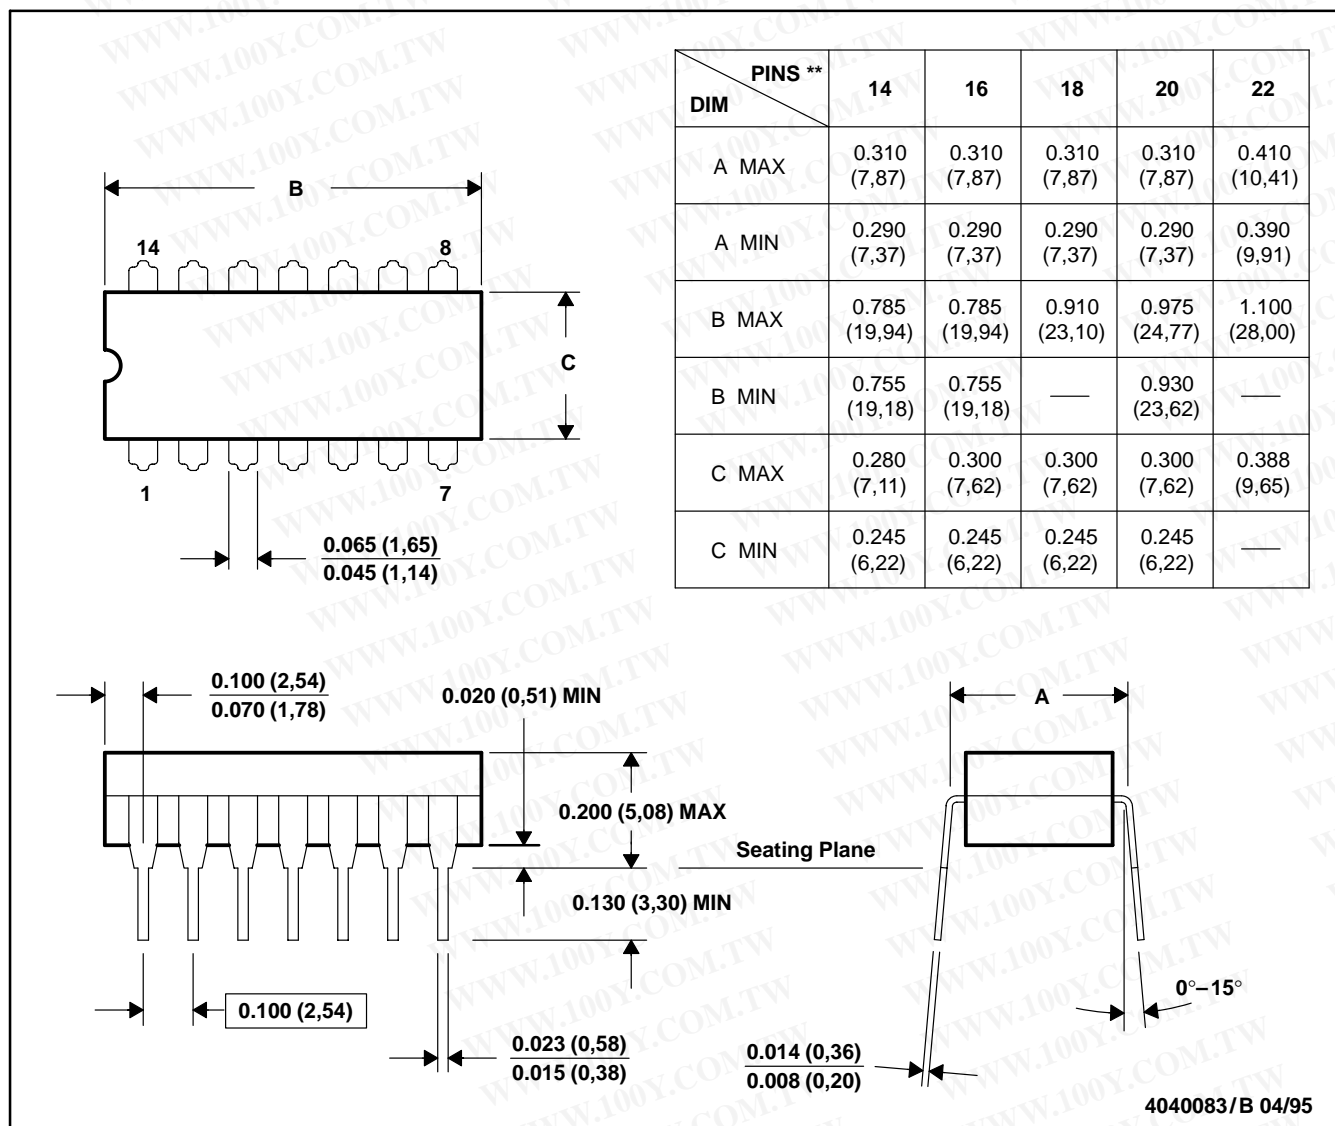 PINS **
DIM
14 16 18 20 22
A MAX 0.310 (7,87) 0.310 (7,87) 0.310 (7,87) 0.310 (7,87) 0.410 (10,41)
A MIN 0.290 (7,37) 0.290 (7,37) 0.290 (7,37) 0.290 (7,37) 0.390 (9,91)
B MAX 0.785 (19,94) 0.785 (19,94) 0.910 (23,10) 0.975 (24,77) 1.100 (28,00)
B MIN 0.755 (19,18) 0.755 (19,18) — 0.930 (23,62) —
C MAX 0.280 (7,11) 0.300 (7,62) 0.300 (7,62) 0.300 (7,62) 0.388 (9,65)
C MIN 0.245 (6,22) 0.245 (6,22) 0.245 (6,22) 0.245 (6,22) —
B
14 8
C
1 7
0.065 (1,65)
0.045 (1,14)
0.100 (2,54)
0.070 (1,78)
0.020 (0,51) MIN
A
0.200 (5,08) MAX
Seating Plane
0.130 (3,30) MIN
0.100 (2,54)
0°–15°
0.023 (0,58)
0.015 (0,38)
0.014 (0,36)
0.008 (0,20)
4040083/B 04/95
WWW.100Y.COM.TW